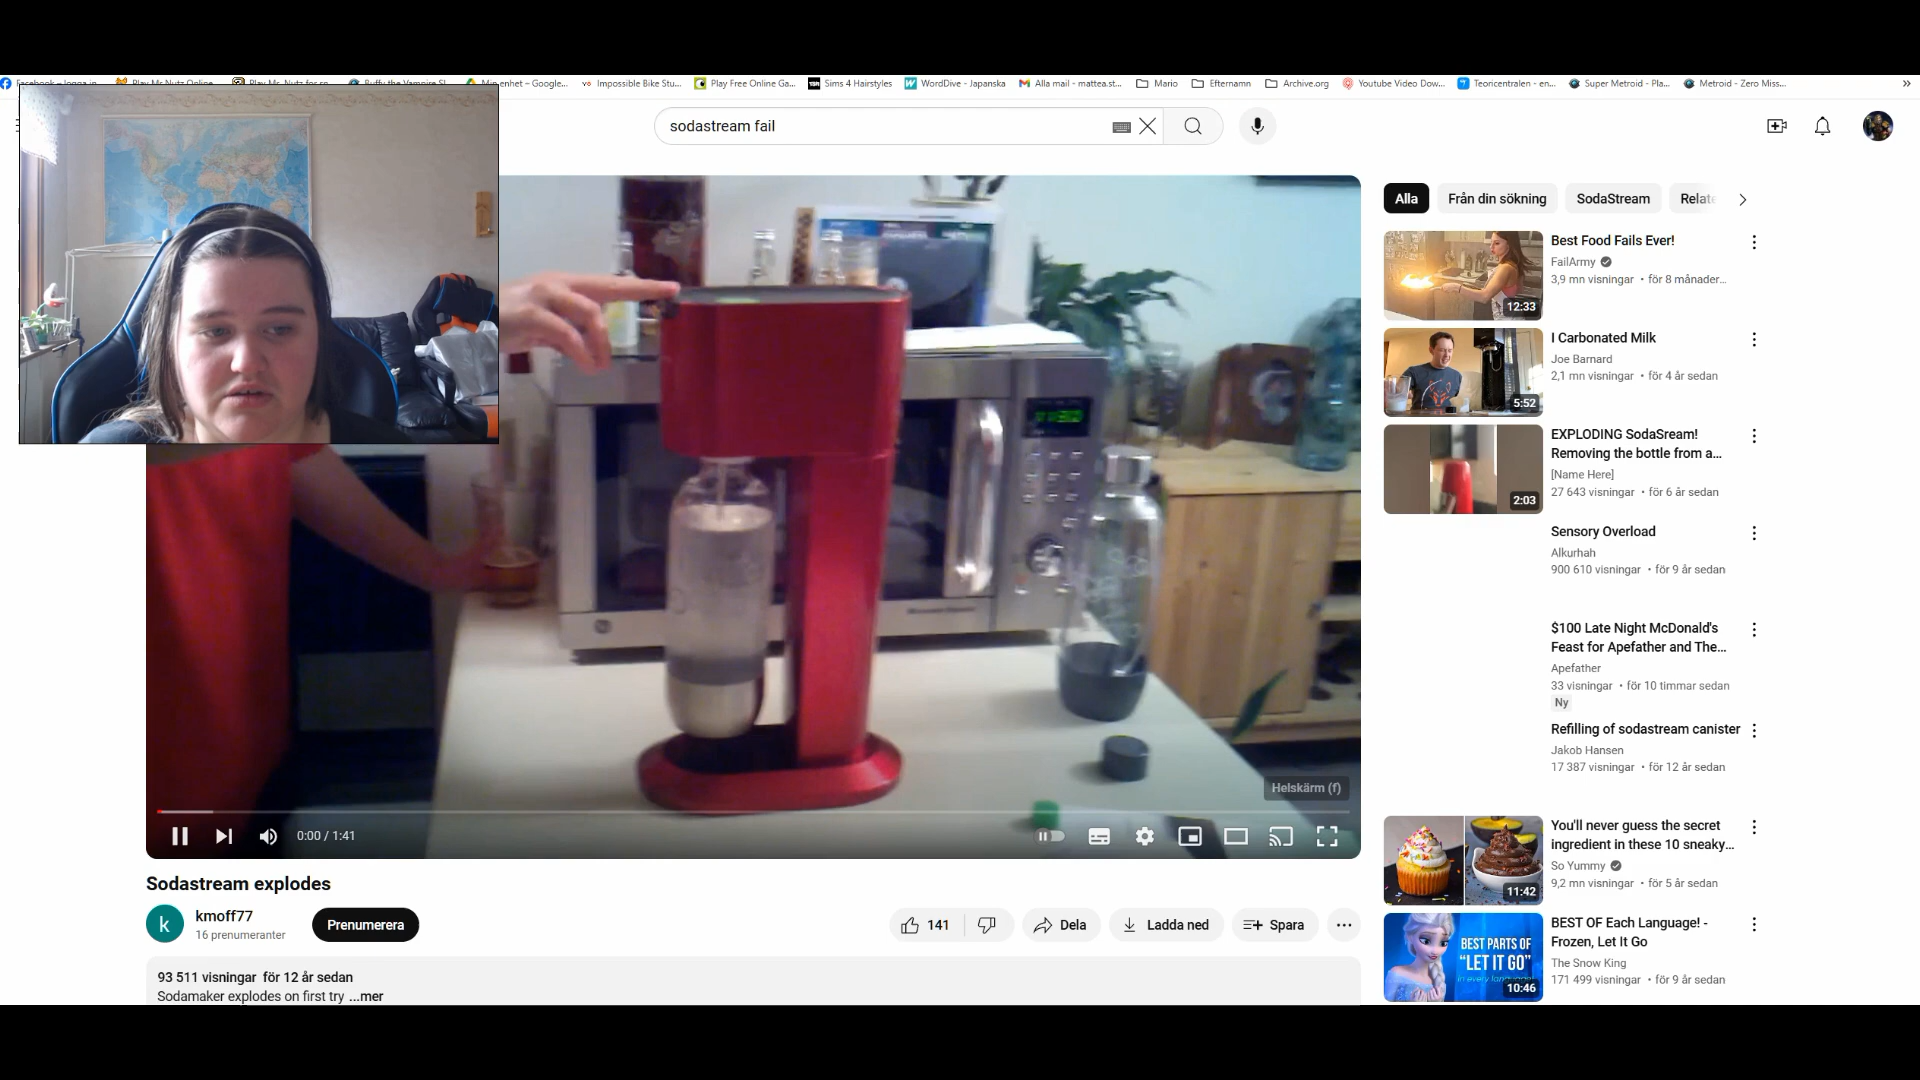 Impossible Bike Stu...
Play Free Online Ga...
Sims 4 Hairstyles
WordDive - Japanska
Alla mail - mattea.st...
Mario
Efternamn
Archive.org
Youtube Video Dow...
Teoricentralen - en...
Super Metroid - Pla...
Metroid - Zero Miss...
sodastream fail
Alla
Från din sökning
SodaStream
Relate
Best Food Fails Ever!
FailArmy
3,9 mn visningar • för 8 månader...
12:33
I Carbonated Milk
Joe Barnard
2,1 mn visningar • för 4 år sedan
5:52
EXPLODING SodaSream!
Removing the bottle from a...
[Name Here]
27 643 visningar • för 6 år sedan
2:03
Sensory Overload
Alkurhah
900 610 visningar • för 9 år sedan
$100 Late Night McDonald's
Feast for Apefather and The...
Apefather
33 visningar • för 10 timmar sedan
Ny
Refilling of sodastream canister
Jakob Hansen
17 387 visningar • för 12 år sedan
You'll never guess the secret
ingredient in these 10 sneaky...
So Yummy
9,2 mn visningar • för 5 år sedan
11:42
BEST OF Each Language! -
Frozen, Let It Go
The Snow King
171 499 visningar • för 9 år sedan
BEST PARTS OF
"LET IT GO"
in every language!
10:46
Helskärm (f)
0:00 / 1:41
Sodastream explodes
k
kmoff77
16 prenumeranter
Prenumerera
141
Dela
Ladda ned
Spara
93 511 visningar för 12 år sedan
Sodamaker explodes on first try ...mer